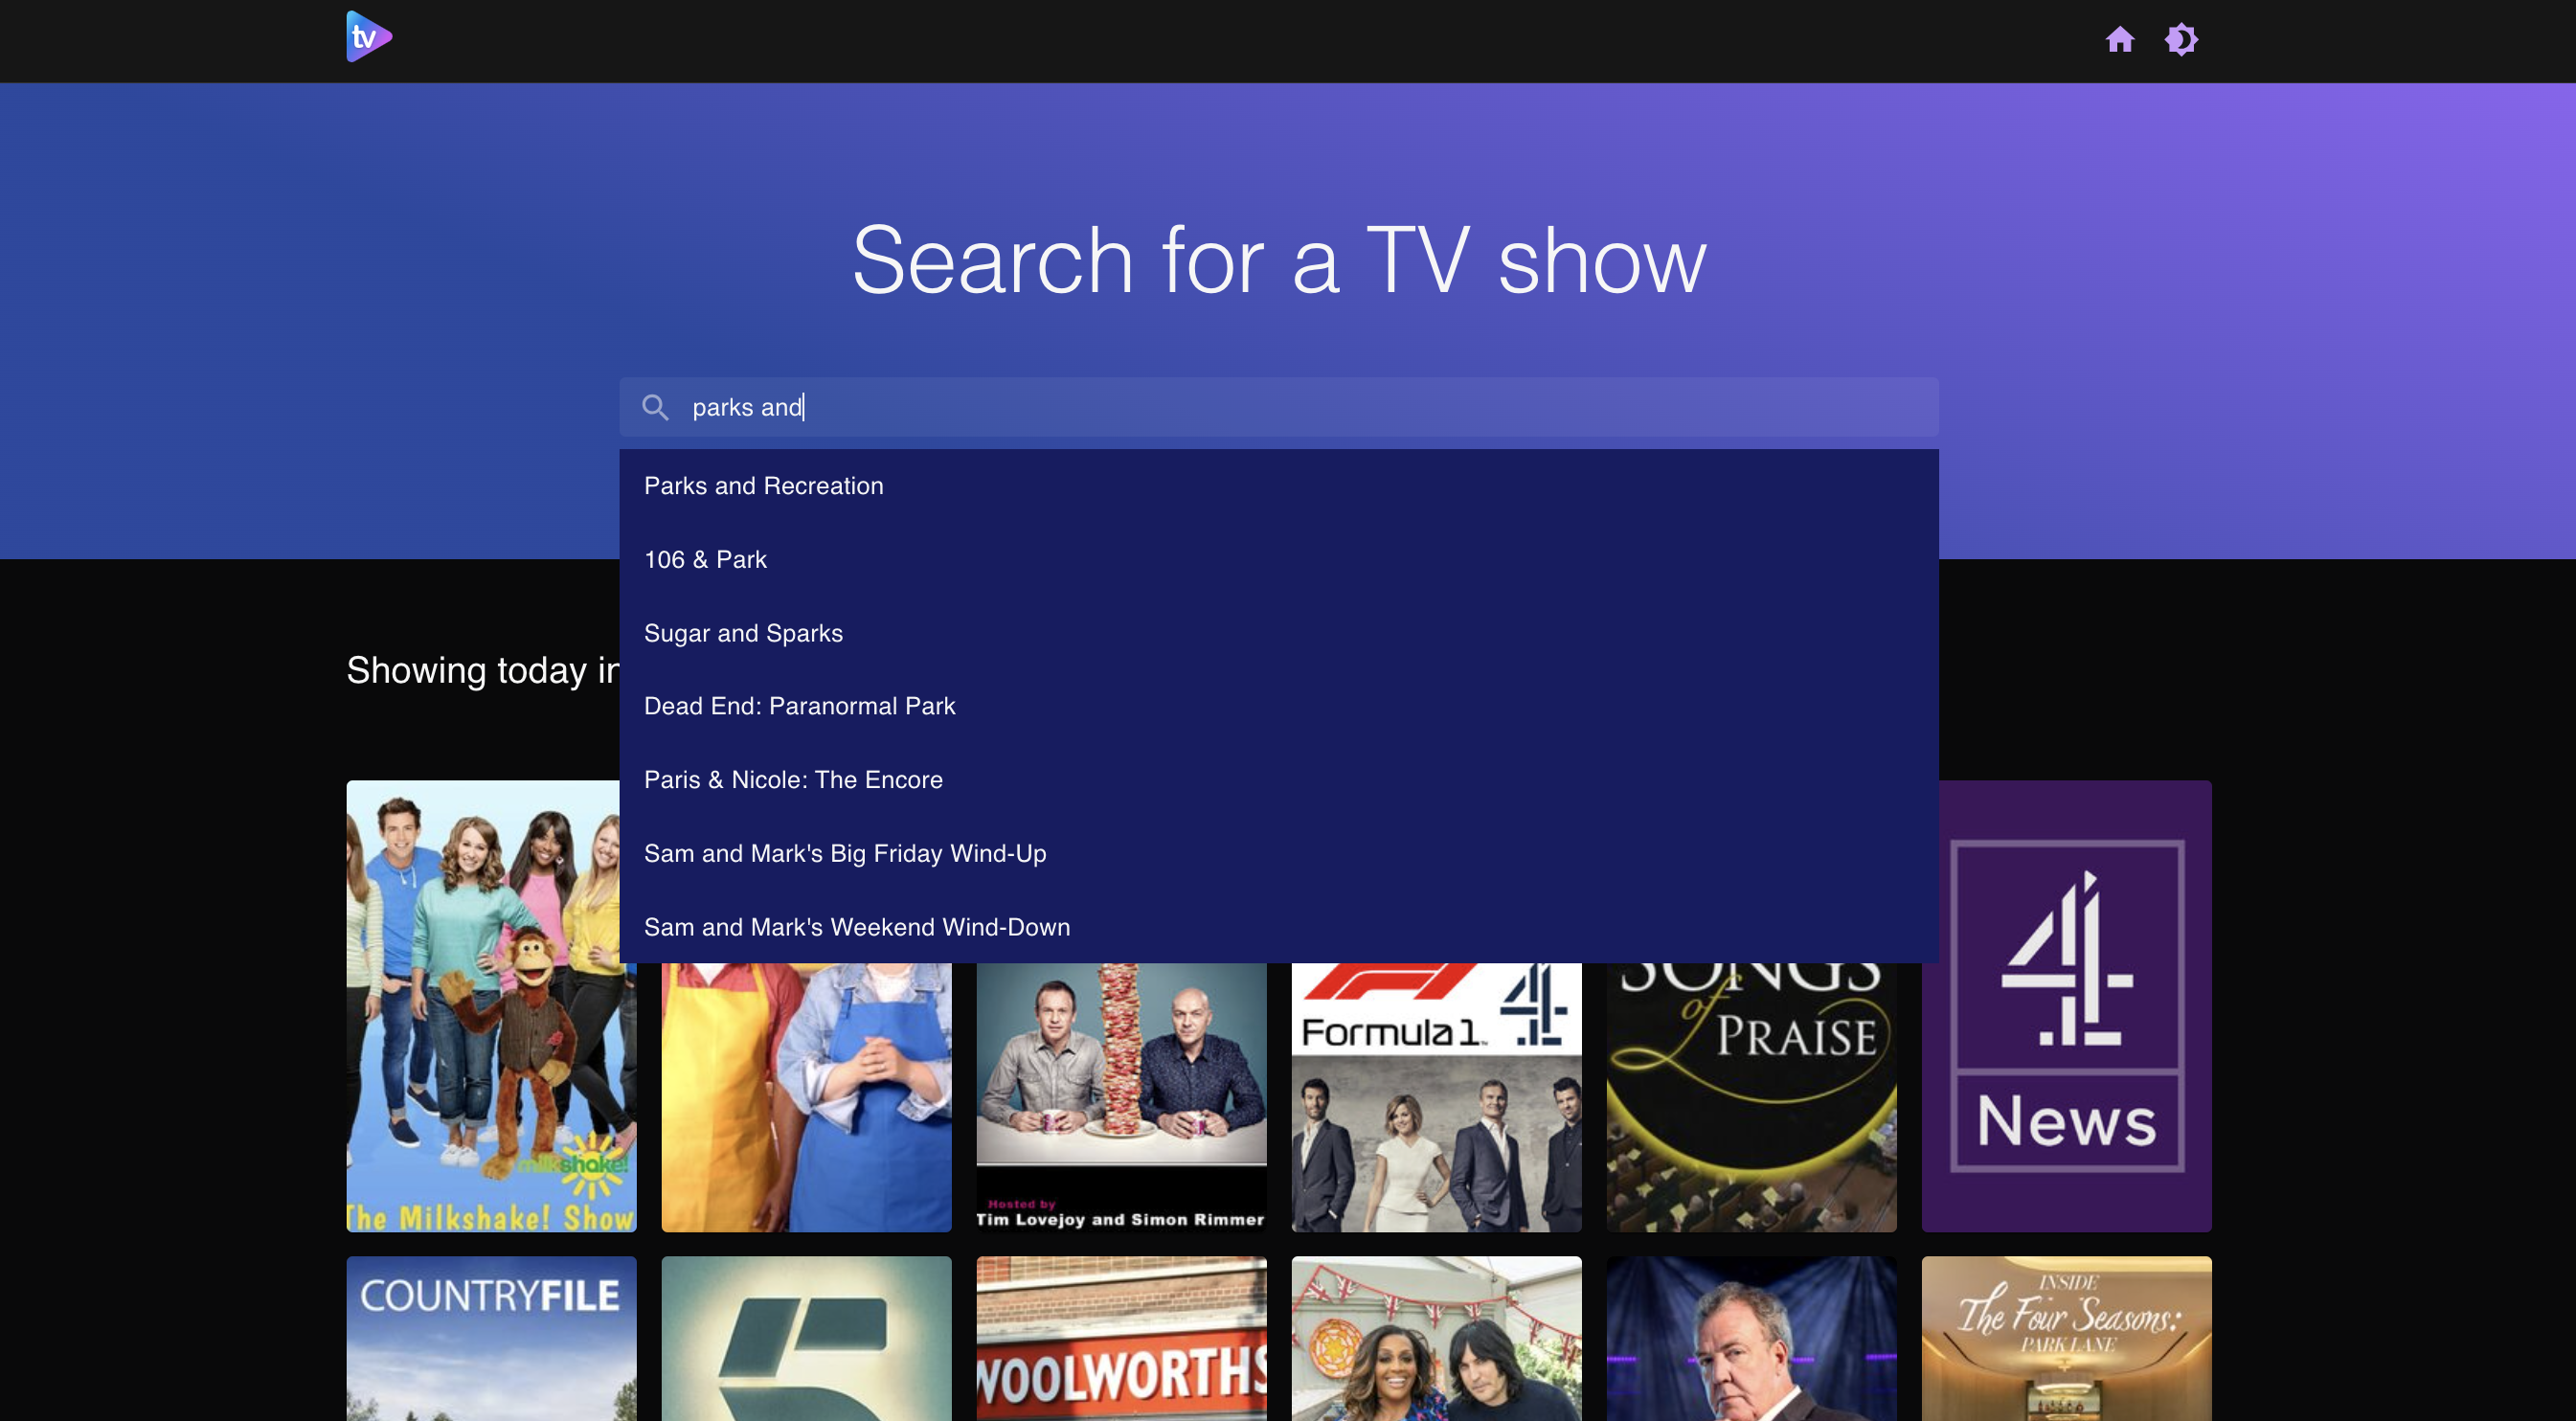 tv
Search for a TV show
parks and
Parks and Recreation
106 & Park
Sugar and Sparks
Dead End: Paranormal Park
Paris & Nicole: The Encore
Sam and Mark's Big Friday Wind-Up
Sam and Mark's Weekend Wind-Down
Showing today in
milkshake!
The Milkshake! Show
Hosted by
Tim Lovejoy and Simon Rimmer
F1
Formula 1
4
SONGS
of
PRAISE
4
News
COUNTRYFILE
5
WOOLWORTHS
INSIDE
The Four Seasons:
PARK LANE